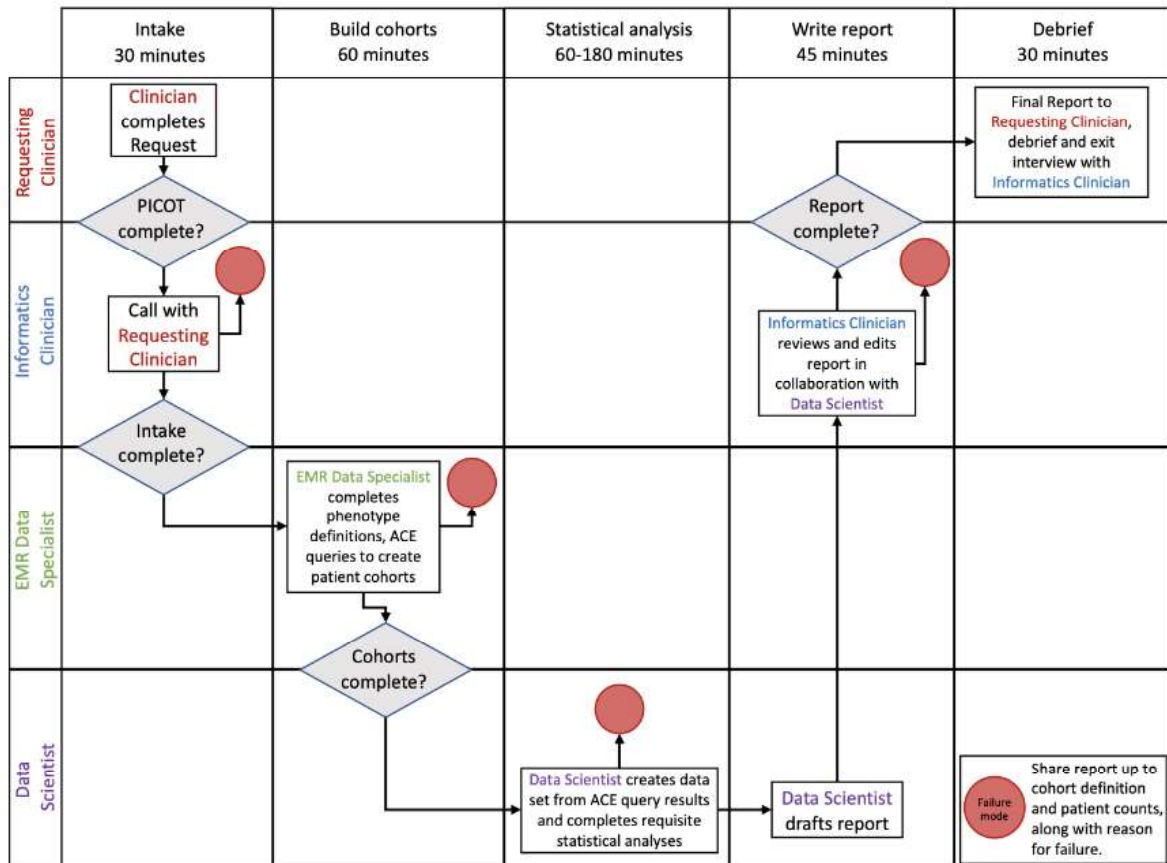 Intake
30 minutes
Build cohorts
60 minutes
Statistical analysis
60-180 minutes
Write report
45 minutes
Debrief
30 minutes
Requesting
Clinician
Clinician
completes
Request
PICOT
complete?
Report
complete?
Final Report to
Requesting Clinician,
debrief and exit
interview with
Informatics Clinician
Informatics
Clinician
Call with
Requesting
Clinician
Intake
complete?
Informatics Clinician
reviews and edits
report in
collaboration with
Data Scientist
EMR Data
Specialist
EMR Data Specialist
completes
phenotype
definitions, ACE
queries to create
patient cohorts
Cohorts
complete?
Data
Scientist
Data Scientist creates data
set from ACE query results
and completes requisite
statistical analyses
Data Scientist
drafts report
Failure
mode
Share report up to
cohort definition
and patient counts,
along with reason
for failure.